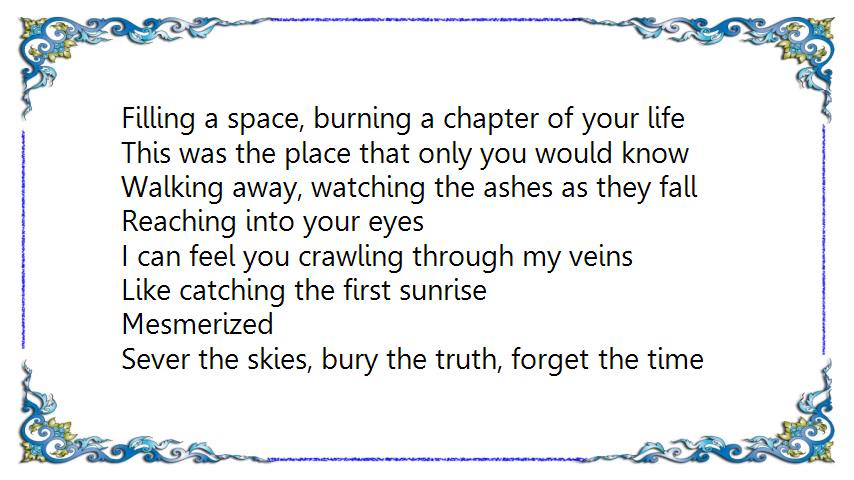 Filling a space, burning a chapter of your life
This was the place that only you would know
Walking away, watching the ashes as they fall
Reaching into your eyes
I can feel you crawling through my veins
Like catching the first sunrise
Mesmerized
Sever the skies, bury the truth, forget the time